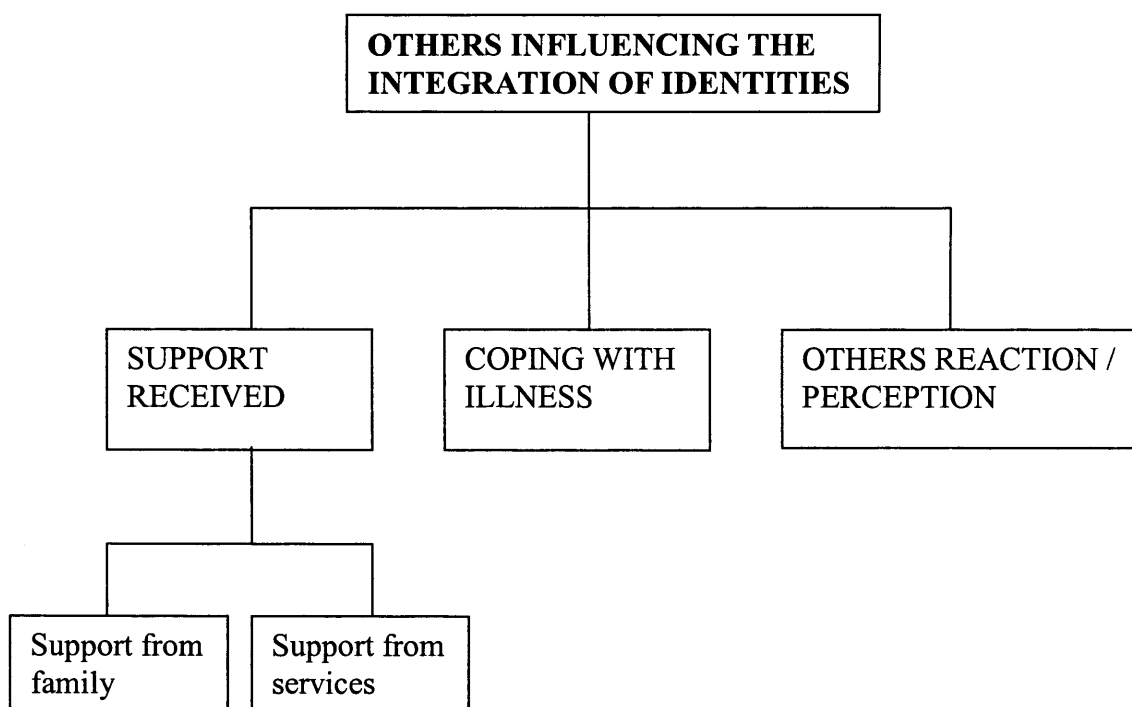 OTHERS INFLUENCING THE
INTEGRATION OF IDENTITIES
SUPPORT
RECEIVED
COPING WITH
ILLNESS
OTHERS REACTION /
PERCEPTION
Support from
family
Support from
services